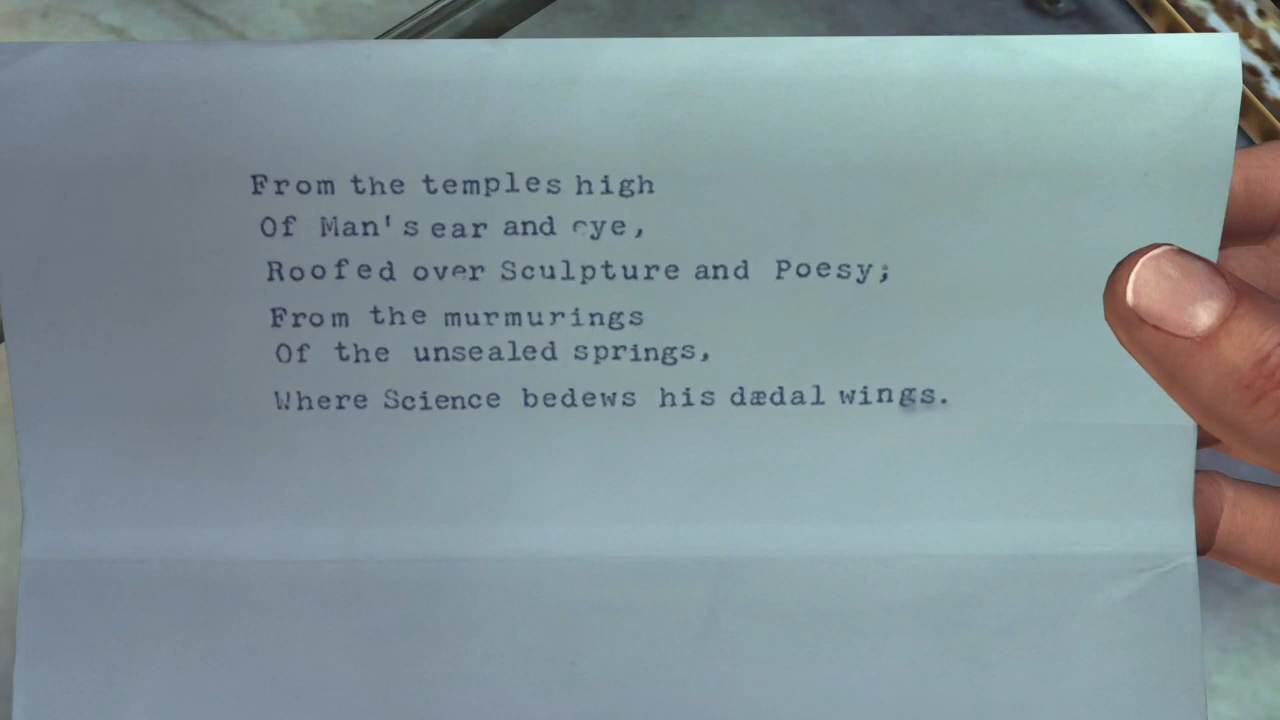 From the temples high
Of Man's ear and eye,
Roofed over Sculpture and Poesy;
From the murmurings
Of the unsealed springs,
Where Science bedews his dædal wings.